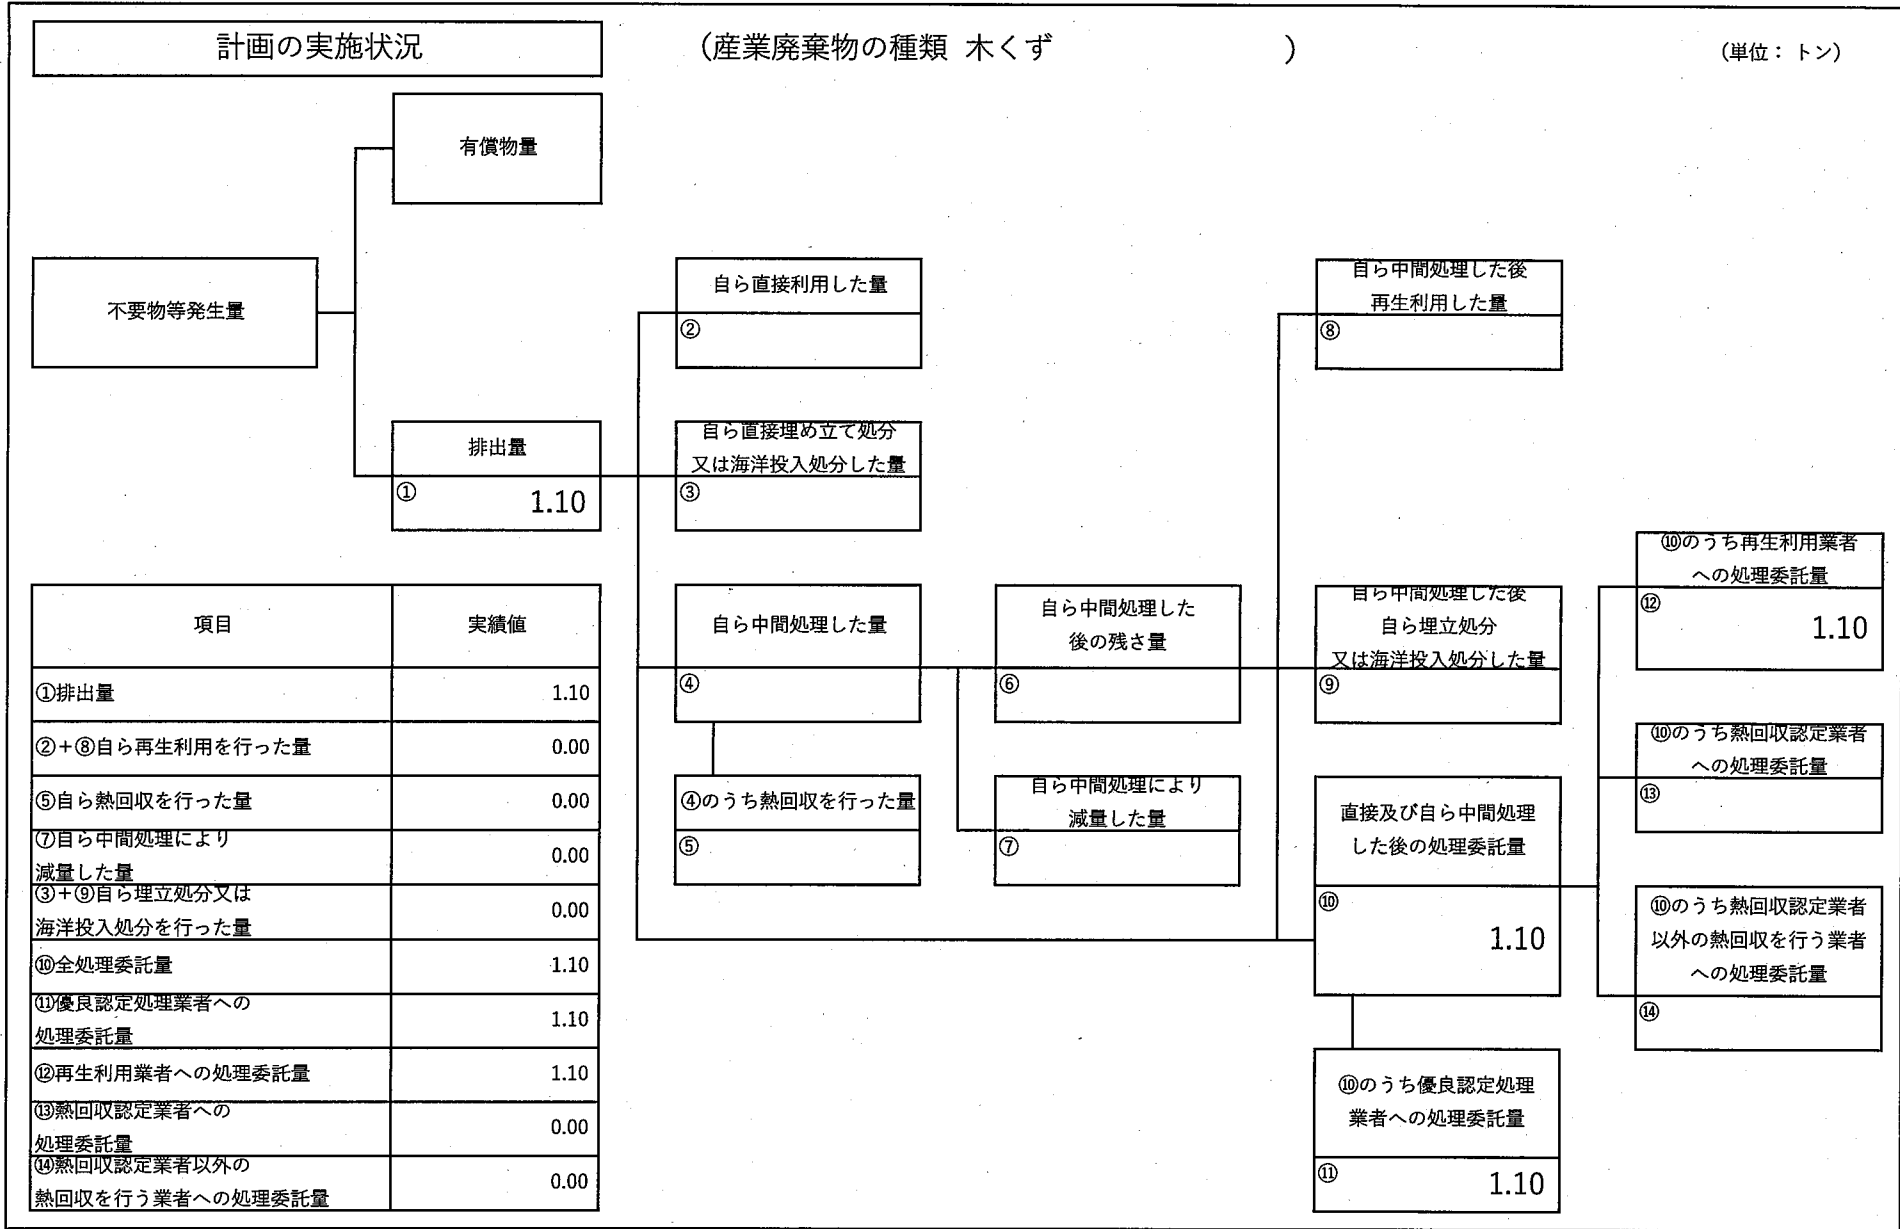 計画の実施状況
(産業廃棄物の種類 木くず )
(単位：トン)
有償物量
不要物等発生量
排出量
①
1.10
自ら直接利用した量
②
自ら直接埋め立て処分
又は海洋投入処分した量
③
自ら中間処理した量
④
④のうち熱回収を行った量
⑤
自ら中間処理した
後の残さ量
⑥
自ら中間処理により
減量した量
⑦
自ら中間処理した後
再生利用した量
⑧
自ら中間処理した後
自ら埋立処分
又は海洋投入処分した量
⑨
直接及び自ら中間処理
した後の処理委託量
⑩
1.10
⑩のうち優良認定処理
業者への処理委託量
⑪
1.10
⑩のうち再生利用業者
への処理委託量
⑫
1.10
⑩のうち熱回収認定業者
への処理委託量
⑬
⑩のうち熱回収認定業者
以外の熱回収を行う業者
への処理委託量
⑭
項目 実績値
①排出量 1.10
②+⑧自ら再生利用を行った量 0.00
⑤自ら熱回収を行った量 0.00
⑦自ら中間処理により
減量した量 0.00
③+⑨自ら埋立処分又は
海洋投入処分を行った量 0.00
⑩全処理委託量 1.10
⑪優良認定処理業者への
処理委託量 1.10
⑫再生利用業者への処理委託量 1.10
⑬熱回収認定業者への
処理委託量 0.00
⑭熱回収認定業者以外の
熱回収を行う業者への処理委託量 0.00